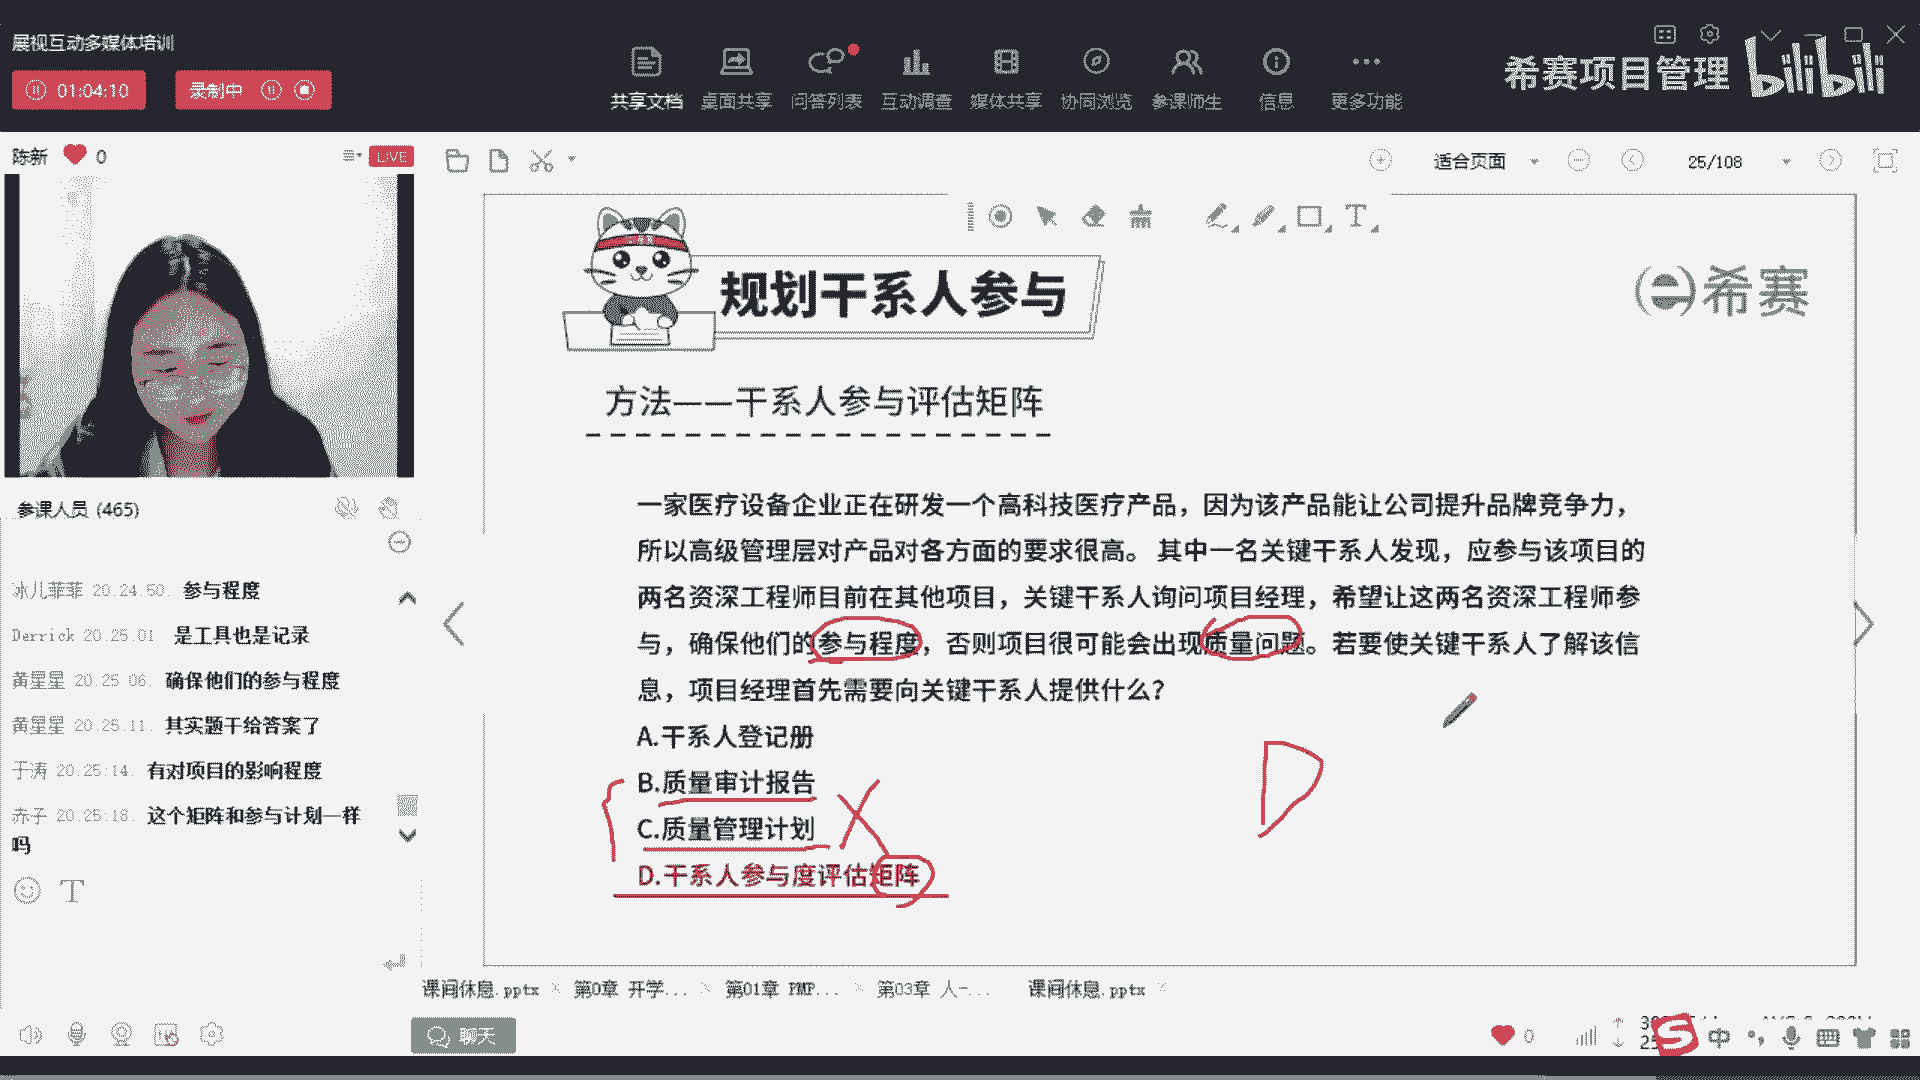 展视互动多媒体培训
01:04:10
录制中
共享文档
桌面共享
问答列表
互动调查
媒体共享
协同浏览
参课师生
信息
更多功能
希赛项目管理
bilibili
陈新
0
LIVE
适合页面
25/108
参课人员 (465)
冰儿菲菲 20.24.50. 参与程度
Derrick 20.25.01 是工具也是记录
黄星星 20.25 06. 确保他们的参与程度
黄星星 20.25.11. 其实题干给答案了
于涛 20.25:14. 有对项目的影响程度
赤子 20.25:18. 这个矩阵和参与计划一样
吗
规划干系人参与
希赛
方法——干系人参与评估矩阵
一家医疗设备企业正在研发一个高科技医疗产品，因为该产品能让公司提升品牌竞争力，
所以高级管理层对产品对各方面的要求很高。 其中一名关键干系人发现，应参与该项目的
两名资深工程师目前在其他项目，关键干系人询问项目经理，希望让这两名资深工程师参
与，确保他们的参与程度，否则项目很可能会出现质量问题。若要使关键干系人了解该信
息，项目经理首先需要向关键干系人提供什么？
A.干系人登记册
B.质量审计报告
C.质量管理计划
D.干系人参与度评估矩阵
D
课间休息.pptx
第0章 开学...
第01章 PMP...
第03章 人-...
课间休息.pptx
聊天
0
中